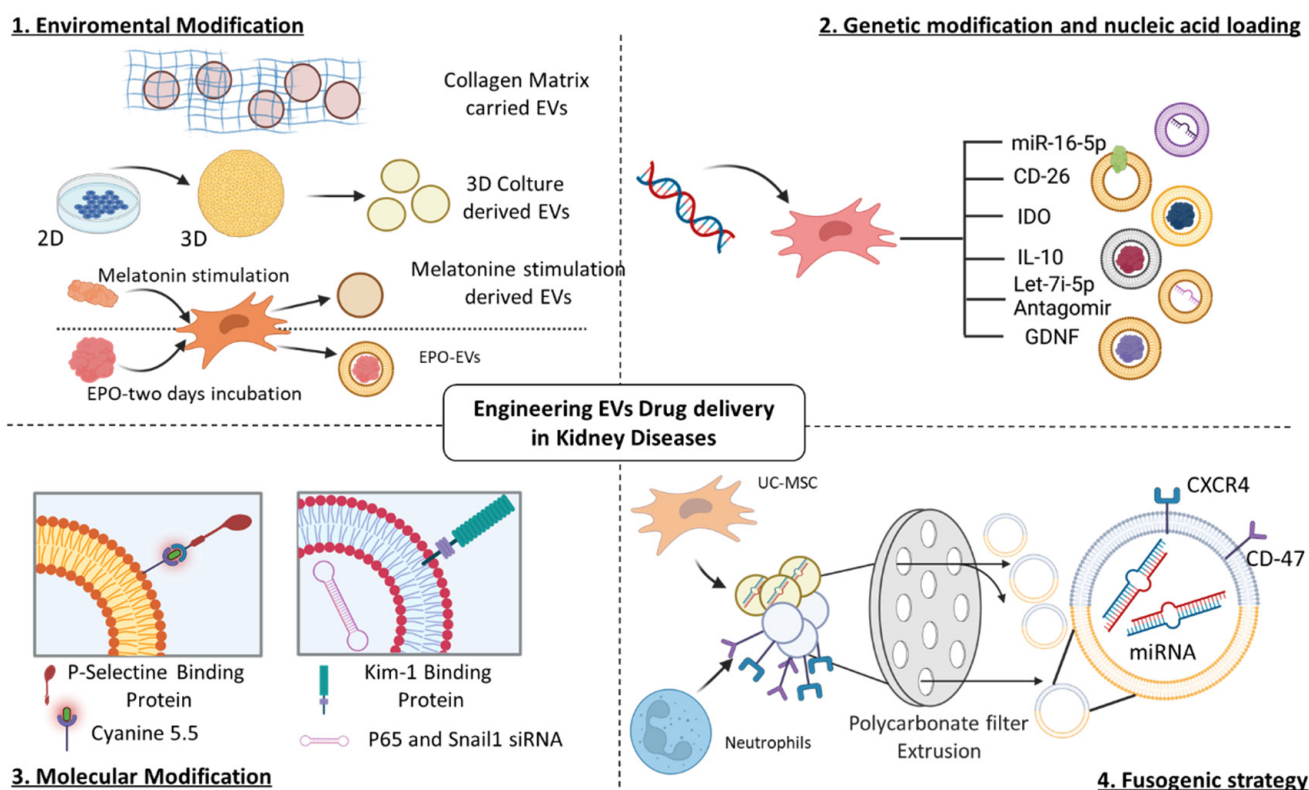 1. Enviromental Modification
Collagen Matrix
carried EVs
2D
3D
3D Colture
derived EVs
Melatonin stimulation
Melatonine stimulation
derived EVs
EPO-EVs
EPO-two days incubation
2. Genetic modification and nucleic acid loading
miR-16-5p
CD-26
IDO
IL-10
Let-7i-5p
Antagomir
GDNF
Engineering EVs Drug delivery
in Kidney Diseases
P-Selectine Binding
Protein
Cyanine 5.5
Kim-1 Binding
Protein
P65 and Snail1 siRNA
3. Molecular Modification
UC-MSC
Neutrophils
Polycarbonate filter
Extrusion
CXCR4
CD-47
miRNA
4. Fusogenic strategy